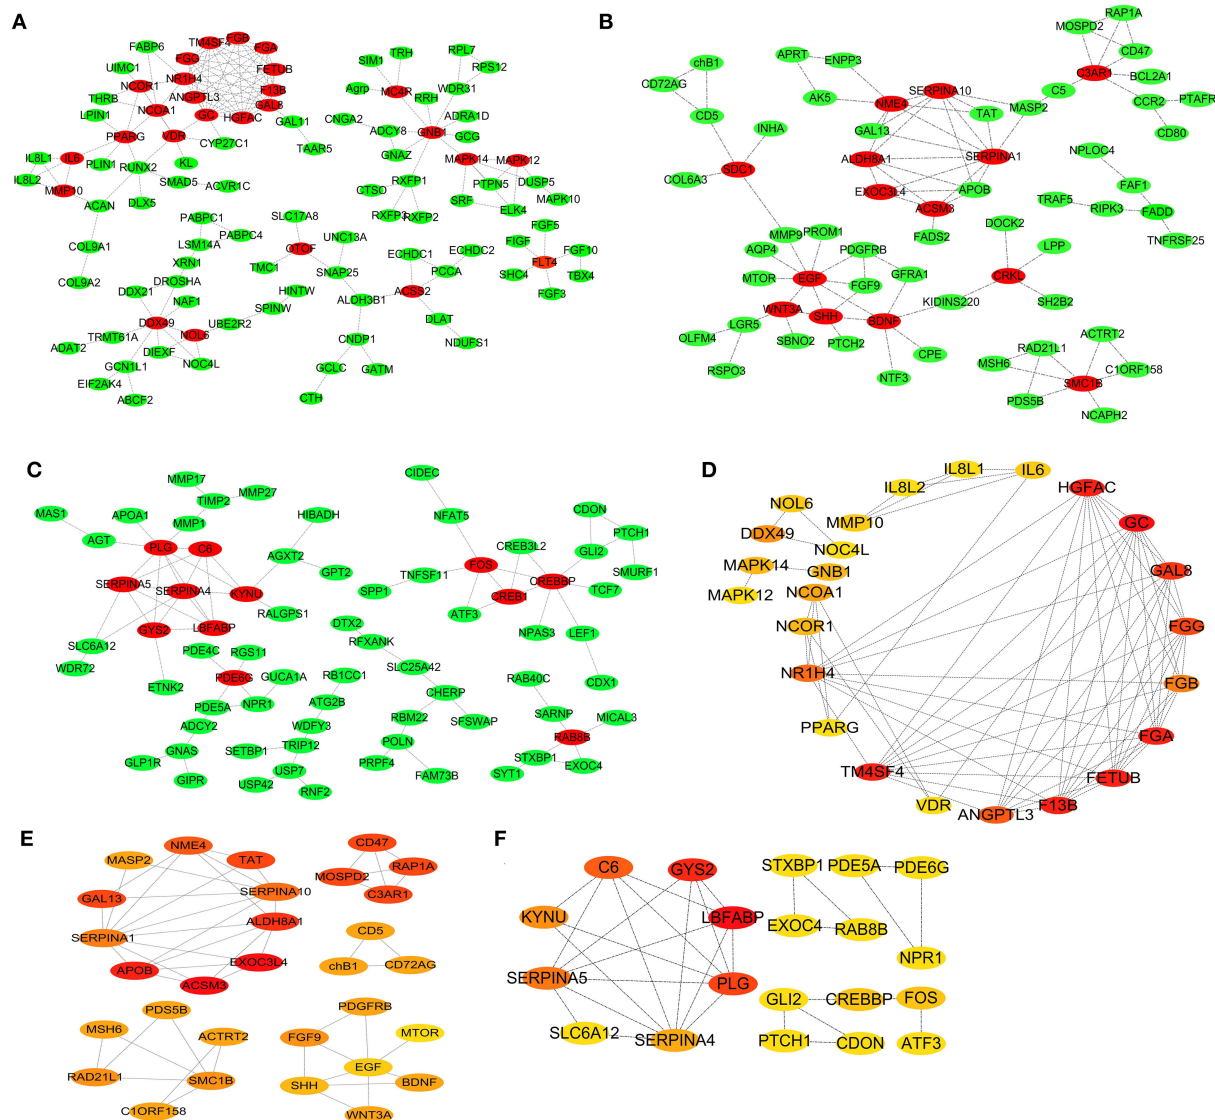 A
TM4SF4 FGB
FABP6
FGA
UIMC1
FGG
FETUB
NR1H4
NCOR1
THRB
ANGPTL3
F13B
LPIN1
NCOA1
GAL8
GC
HGFAC
GAL11
PPARG
VDR
CYP27C1
TAAR5
IL8L1
IL6
PLIN1
RUNX2
KL
IL8L2
MMP10
SMAD5
ACVR1C
ACAN
DLX5
COL9A1
COL9A2
PABPC1
PABPC4
LSM14A
XRN1
DROSHA
DDX21
NAF1
DDX49
TRMT61A
NOL6
ADAT2
DIEXF
NOC4L
GCN1L1
EIF2AK4
ABCF2
UBE2R2
SPINW
HINTW
SLC17A8
OTOF
UNC13A
TMC1
SNAP25
ALDH3B1
ECHDC1
ECHDC2
PCCA
ACSS2
DLAT
NDUFS1
CNDP1
GCLC
GATM
CTH
SIM1
TRH
RPL7
RPS12
Agrp
MC4R
RRH
WDR31
CNGA2
ADCY8
ADRA1D
GNB1
GCG
GNAZ
MAPK14
MAPK12
CTSO
RXFP1
PTPN5
DUSP5
SRF
ELK4
MAPK10
RXFP3
RXFP2
FGF5
FIGF
FGF10
FLT4
SHC4
TBX4
FGF3
B
chB1
CD72AG
CD5
INHA
SDC1
COL6A3
APRT
ENPP3
AK5
NME4
SERPINA10
MASP2
C5
TAT
GAL13
ALDH8A1
SERPINA1
EXOC3L4
APOB
ACSM3
FADS2
RAP1A
MOSPD2
CD47
C3AR1
BCL2A1
CCR2
PTAFR
CD80
NPLOC4
FAF1
TRAF5
RIPK3
FADD
TNFRSF25
DOCK2
LPP
CRKL
KIDINS220
SH2B2
MMP9
PROM1
AQP4
PDGFRB
MTOR
EGF
GFRA1
FGF9
WNT3A
SHH
BDNF
LGR5
OLFM4
SBNO2
PTCH2
RSPO3
CPE
NTF3
ACTRT2
RAD21L1
MSH6
C1ORF158
SMC1B
PDS5B
NCAPH2
C
MMP17
MMP27
TIMP2
MAS1
APOA1
MMP1
AGT
PLG
C6
HIBADH
AGXT2
GPT2
SERPINA5
SERPINA4
KYNU
RALGPS1
GYS2
LBFABP
SLC6A12
WDR72
ETNK2
PDE4C
RGS11
PDE6G
GUCA1A
PDE5A
NPR1
ADCY2
GNAS
GLP1R
GIPR
RB1CC1
ATG2B
WDFY3
SETBP1
TRIP12
USP7
USP42
RNF2
CIDEC
NFAT5
CDON
PTCH1
CREB3L2
GLI2
FOS
SMURF1
TNFSF11
CREBBP
SPP1
CREB1
TCF7
ATF3
NPAS3
LEF1
CDX1
DTX2
RFXANK
SLC25A42
CHERP
RBM22
SFSWAP
POLN
PRPF4
FAM73B
RAB40C
SARNP
MICAL3
RAB8B
STXBP1
SYT1
EXOC4
D
IL8L1
IL6
IL8L2
NOL6
MMP10
DDX49
NOC4L
MAPK14
GNB1
MAPK12
NCOA1
NCOR1
NR1H4
PPARG
TM4SF4
VDR
ANGPTL3
F13B
FETUB
FGA
FGB
FGG
GAL8
GC
HGFAC
E
NME4
MASP2
TAT
GAL13
SERPINA10
ALDH8A1
SERPINA1
EXOC3L4
APOB
ACSM3
CD47
RAP1A
MOSPD2
C3AR1
CD5
chB1
CD72AG
PDS5B
MSH6
ACTRT2
RAD21L1
SMC1B
C1ORF158
PDGFRB
FGF9
MTOR
EGF
SHH
BDNF
WNT3A
F
C6
GYS2
KYNU
LBFABP
SERPINA5
PLG
SLC6A12
SERPINA4
STXBP1
PDE5A
PDE6G
EXOC4
RAB8B
NPR1
GLI2
CREBBP
FOS
PTCH1
CDON
ATF3